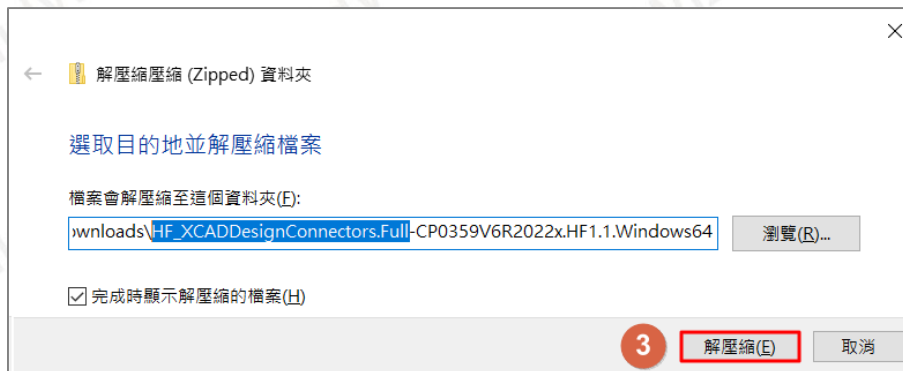 解壓縮壓縮 (Zipped) 資料夾
選取目的地並解壓縮檔案
檔案會解壓縮至這個資料夾(F):
wnloads\HF_XCADDesignConnectors.Full-CP0359V6R2022x.HF1.1.Windows64
瀏覽(R)...
完成時顯示解壓縮的檔案(H)
3 解壓縮(E) 取消